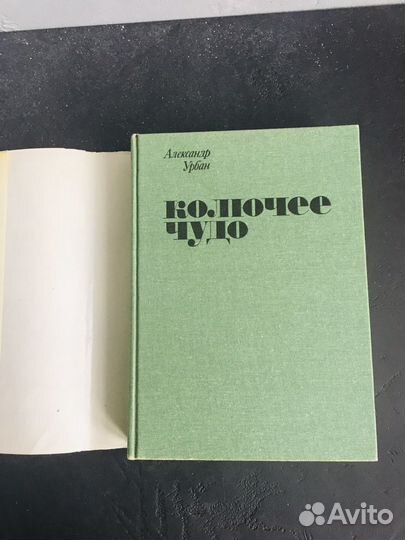 Александр
Урбан
колючее
чудо
Avito